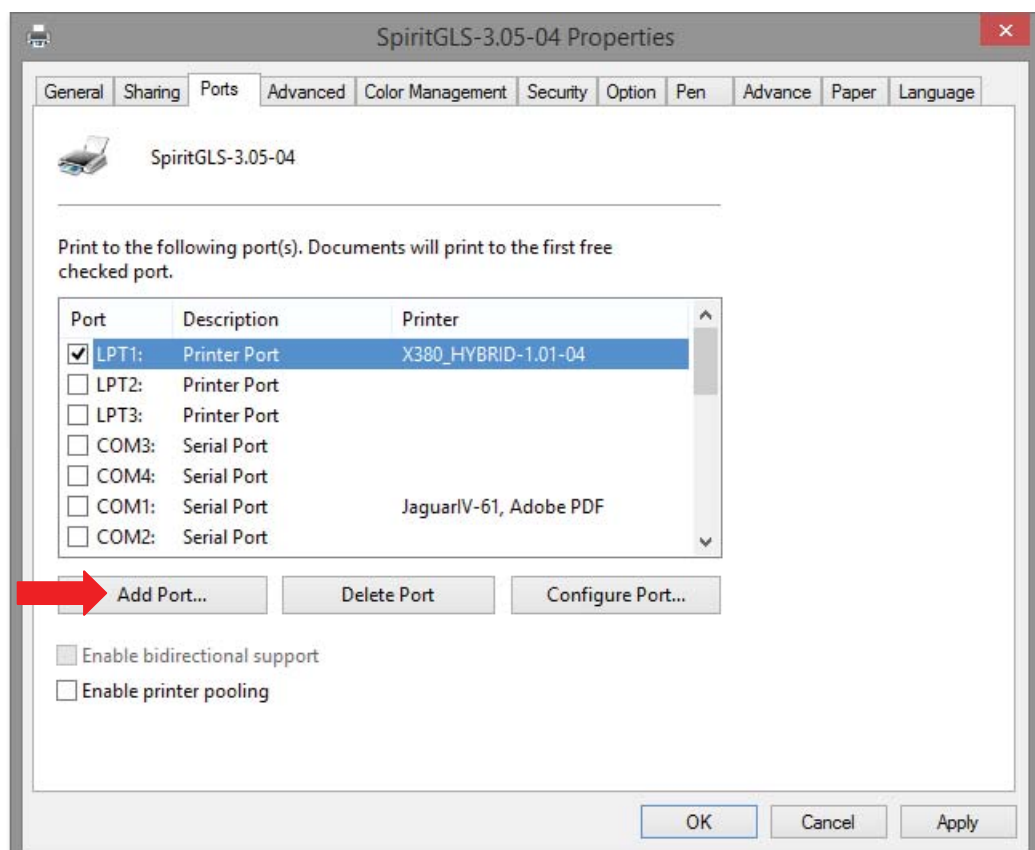 SpiritGLS-3.05-04 Properties
General Sharing Ports Advanced Color Management Security Option Pen Advance Paper Language
SpiritGLS-3.05-04
Print to the following port(s). Documents will print to the first free
checked port.
Port Description Printer
LPT1: Printer Port X380_HYBRID-1.01-04
LPT2: Printer Port
LPT3: Printer Port
COM3: Serial Port
COM4: Serial Port
COM1: Serial Port JaguarIV-61, Adobe PDF
COM2: Serial Port
Add Port... Delete Port Configure Port...
Enable bidirectional support
Enable printer pooling
OK Cancel Apply